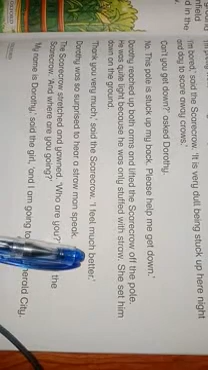 ground
field
d in the
'I'm bored,' said the Scarecrow. 'It is very dull being stuck up here night
and day to scare away crows.'
'Can't you get down?' asked Dorothy.
'No. This pole is stuck up my back. Please help me get down.'
Dorothy reached up both arms and lifted the Scarecrow off the pole.
He was quite light because he was only stuffed with straw. She set him
down on the ground.
'Thank you very much,' said the Scarecrow. 'I feel much better.'
Dorothy was so surprised to hear a straw man speak.
The Scarecrow stretched and yawned. 'Who are you?' the
Scarecrow. 'And where are you going?'
'My name is Dorothy,' said the girl, 'and I am going to erald City,